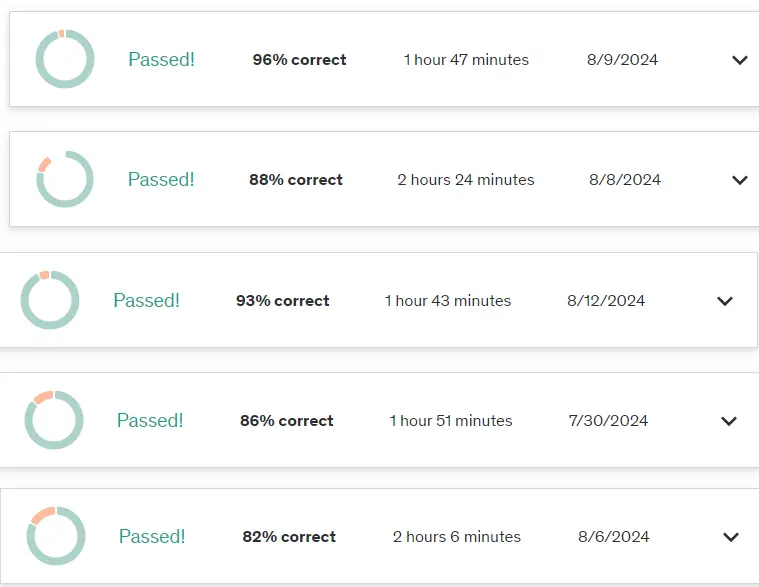 Passed! 96% correct 1 hour 47 minutes 8/9/2024
Passed! 88% correct 2 hours 24 minutes 8/8/2024
Passed! 93% correct 1 hour 43 minutes 8/12/2024
Passed! 86% correct 1 hour 51 minutes 7/30/2024
Passed! 82% correct 2 hours 6 minutes 8/6/2024